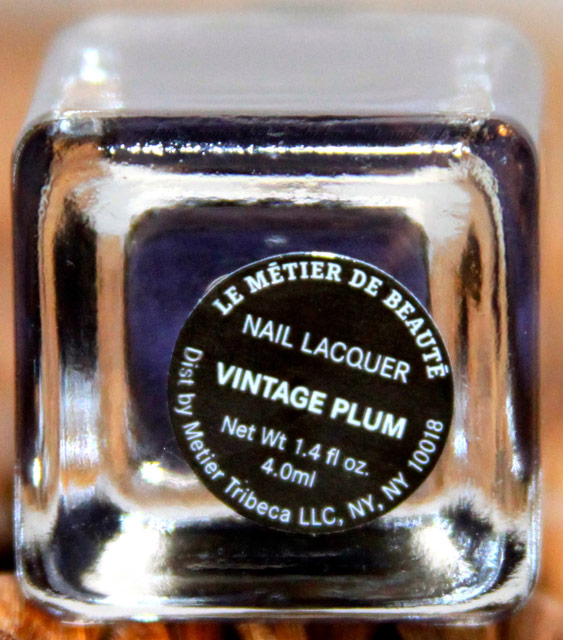 LE MÉTIER DE BEAUTÉ
NAIL LACQUER
VINTAGE PLUM
Net Wt 1.4 fl oz.
4.0ml
Dist by Metier Tribeca LLC, NY, NY 10018